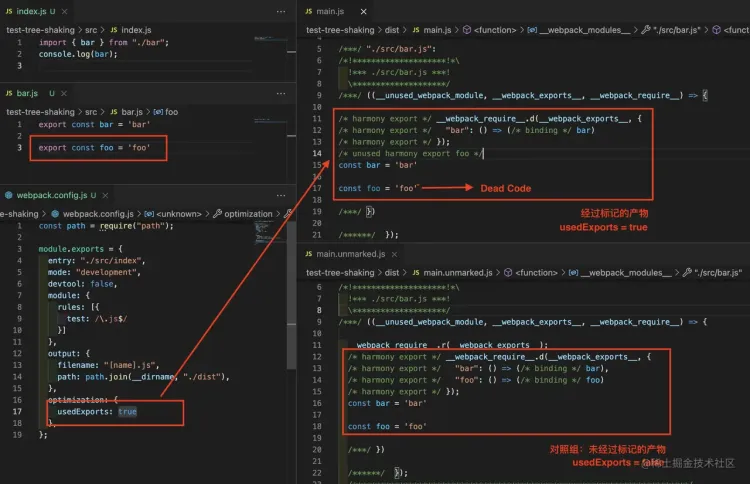 JS index.js U
test-tree-shaking > src > JS index.js
1 import { bar } from "./bar";
2 console.log(bar);
3
JS bar.js U
test-tree-shaking > src > JS bar.js > foo
1 export const bar = 'bar'
2
3 export const foo = 'foo'
webpack.config.js U
e-shaking > webpack.config.js > <unknown> > optimization >
1 const path = require("path");
2
3 module.exports = {
4 entry: "./src/index",
5 mode: "development",
6 devtool: false,
7 module: {
8 rules: [{
9 test: /\.js$/
10 }]
11 },
12 output: {
13 filename: "[name].js",
14 path: path.join(__dirname, "./dist"),
15 },
16 optimization: {
17 usedExports: true
18 },
19 };
JS main.js
test-tree-shaking > dist > JS main.js > <function> > __webpack_modules__ > "./src/bar.js" > <func
5 /***/ "./src/bar.js":
6 /*!********************!*\
7 !*** ./src/bar.js ***!
8 \********************/
9 /***/ ((__unused_webpack_module, __webpack_exports__, __webpack_require__) => {
10
11 /* harmony export */ __webpack_require__.d(__webpack_exports__, {
12 /* harmony export */ "bar": () => (/* binding */ bar)
13 /* harmony export */ });
14 /* unused harmony export foo */
15 const bar = 'bar'
16
17 const foo = 'foo'
Dead Code
18
19 /***/ })
经过标记的产物
20
usedExports = true
21 /******/ });
JS main.unmarked.js
test-tree-shaking > dist > JS main.unmarked.js > <function> > __webpack_modules__ > "./src/bar.js"
6 /*!********************!*\
7 !*** ./src/bar.js ***!
8 \********************/
9 /***/ ((__unused_webpack_module, __webpack_exports__, __webpack_require__) => {
10
11 __webpack_require__.r(__webpack_exports__);
12 /* harmony export */ __webpack_require__.d(__webpack_exports__, {
13 /* harmony export */ "bar": () => (/* binding */ bar),
14 /* harmony export */ "foo": () => (/* binding */ foo)
15 /* harmony export */ });
16 const bar = 'bar'
17
18 const foo = 'foo'
19
20 /***/ })
对照组：未经过标记的产物
21
usedExports = false
22 /******/ });
@稀土掘金技术社区